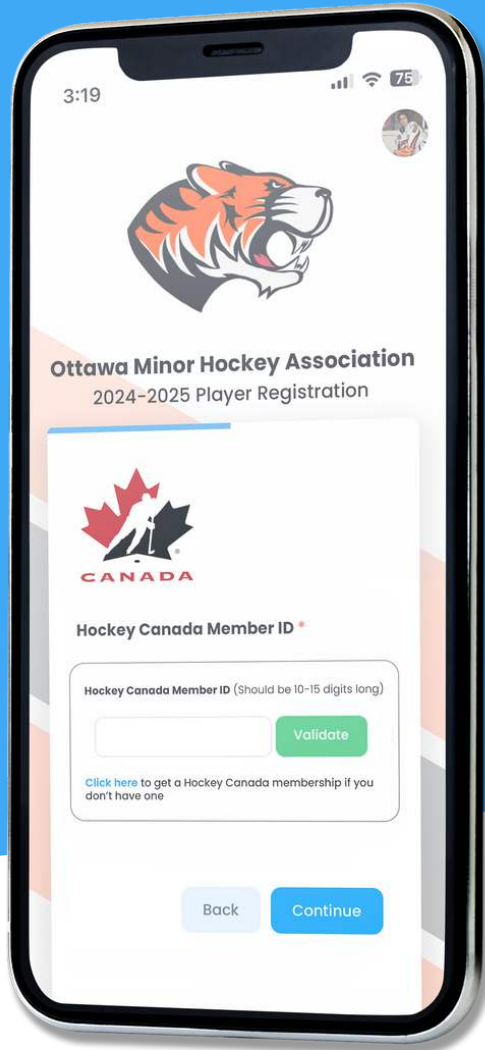 3:19
75
Ottawa Minor Hockey Association
2024-2025 Player Registration
CANADA
Hockey Canada Member ID *
Hockey Canada Member ID (Should be 10-15 digits long)
Validate
Click here to get a Hockey Canada membership if you
don't have one
Back
Continue